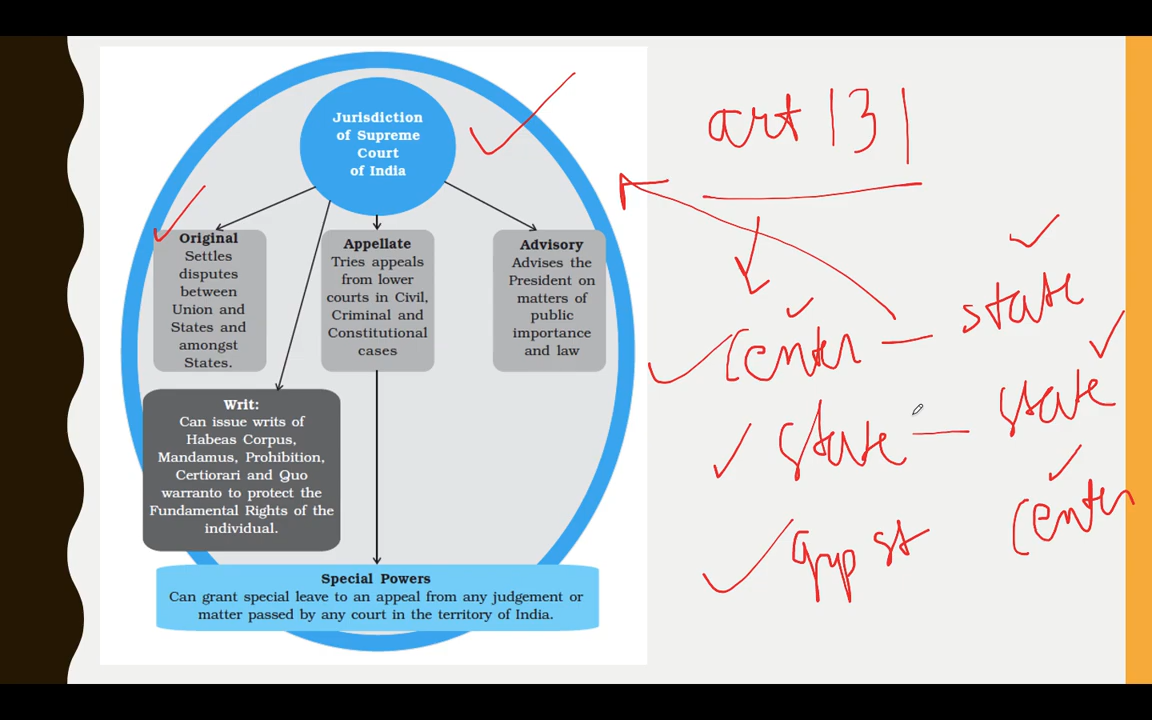 Jurisdiction
of Supreme
Court
of India
Original
Settles
disputes
between
Union and
States and
amongst
States.
Appellate
Tries appeals
from lower
courts in Civil,
Criminal and
Constitutional
cases
Advisory
Advises the
President on
matters of
public
importance
and law
Writ:
Can issue writs of
Habeas Corpus,
Mandamus, Prohibition,
Certiorari and Quo
warranto to protect the
Fundamental Rights of the
individual.
Special Powers
Can grant special leave to an appeal from any judgement or
matter passed by any court in the territory of India.
art 131
Center — state
state — state
st Center